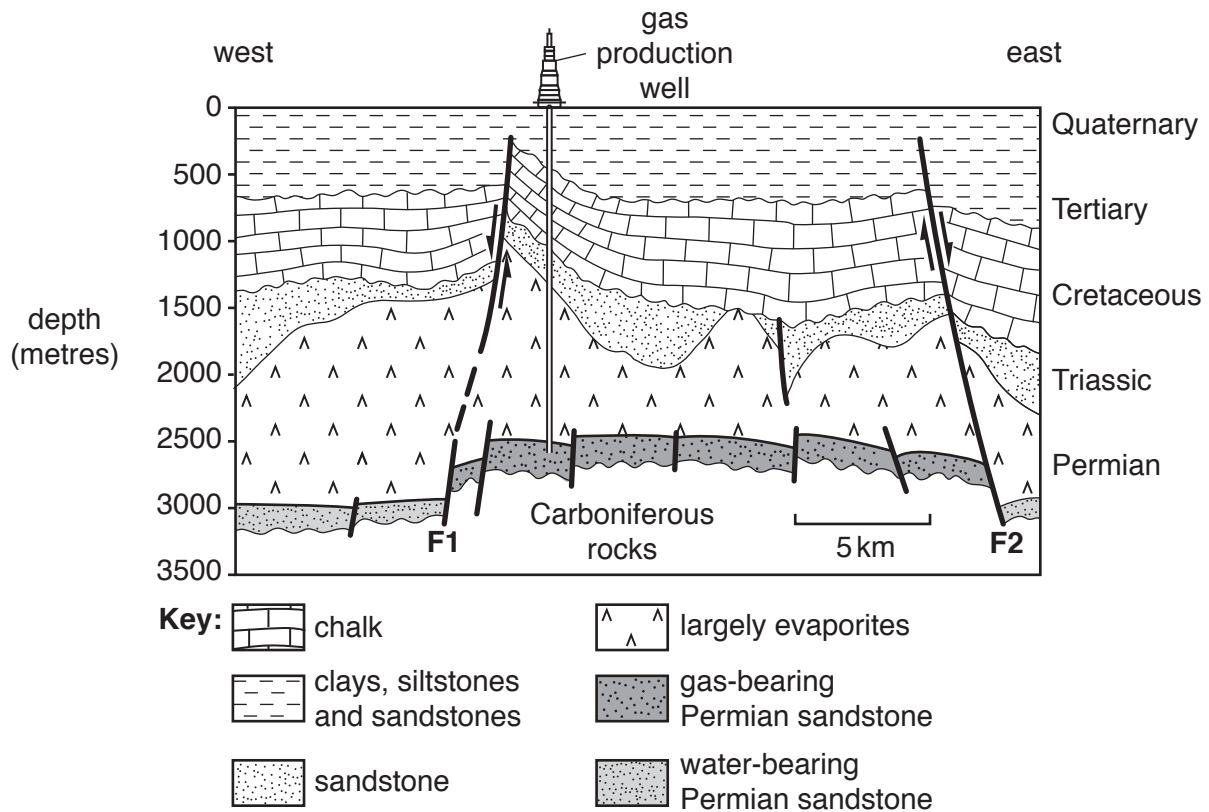 gas
production
well
west
east
0
500
1000
1500
2000
2500
3000
3500
depth
(metres)
Quaternary
Tertiary
Cretaceous
Triassic
Permian
Carboniferous
rocks
F1
5 km
F2
Key:
chalk
largely evaporites
clays, siltstones
and sandstones
gas-bearing
Permian sandstone
sandstone
water-bearing
Permian sandstone